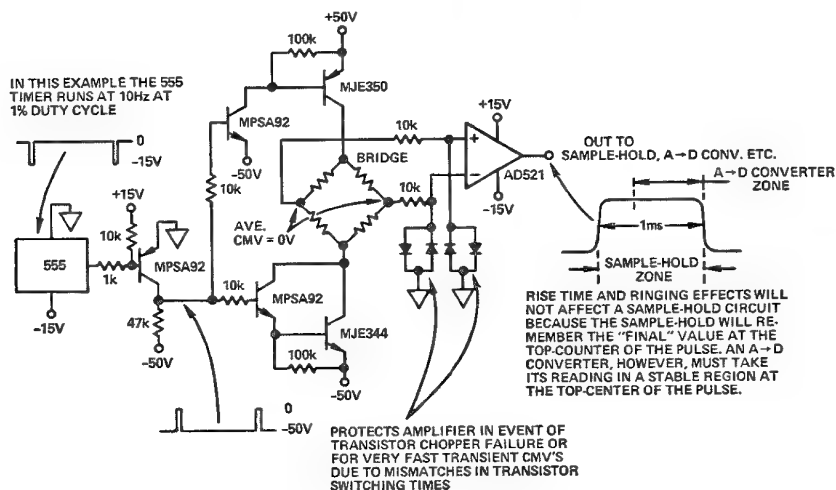 +50V
100k
IN THIS EXAMPLE THE 555
TIMER RUNS AT 10Hz AT
1% DUTY CYCLE
MJE350
MPSA92
0
-15V
-50V
+15V
10k
10k
BRIDGE
+15V
OUT TO
SAMPLE-HOLD, A→D CONV. ETC.
AD521
-15V
A→D CONVERTER
ZONE
10k
AVE.
CMV = 0V
1ms
10k
555
1k
MPSA92
-15V
47k
-50V
10k
MPSA92
MJE344
100k
-50V
SAMPLE-HOLD
ZONE
RISE TIME AND RINGING EFFECTS WILL
NOT AFFECT A SAMPLE-HOLD CIRCUIT
BECAUSE THE SAMPLE-HOLD WILL RE-
MEMBER THE "FINAL" VALUE AT THE
TOP-COUNTER OF THE PULSE. AN A→D
CONVERTER, HOWEVER, MUST TAKE
ITS READING IN A STABLE REGION AT
THE TOP-CENTER OF THE PULSE.
0
-50V
PROTECTS AMPLIFIER IN EVENT OF
TRANSISTOR CHOPPER FAILURE OR
FOR VERY FAST TRANSIENT CMV'S
DUE TO MISMATCHES IN TRANSISTOR
SWITCHING TIMES